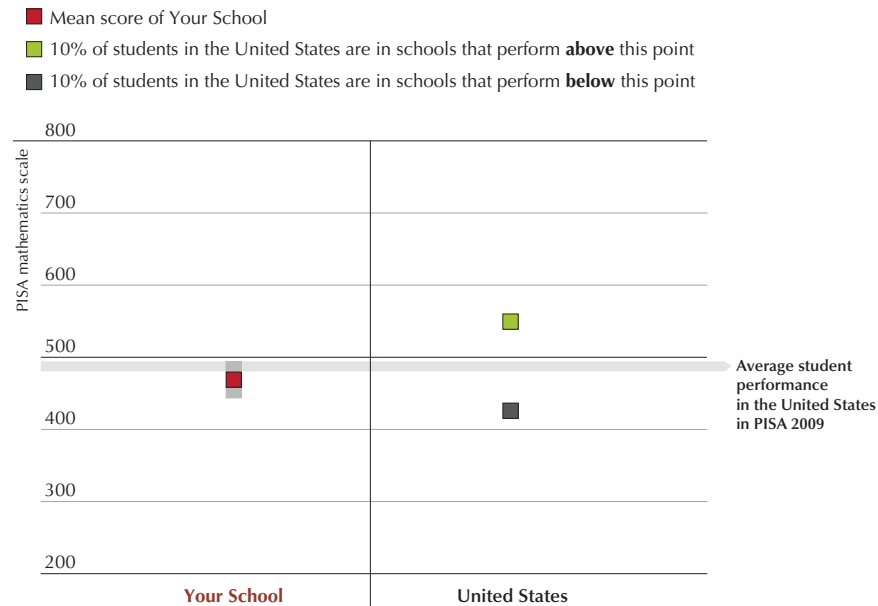 Mean score of Your School
10% of students in the United States are in schools that perform above this point
10% of students in the United States are in schools that perform below this point
PISA mathematics scale
800
700
600
500
400
300
200
Average student
performance
in the United States
in PISA 2009
Your School
United States